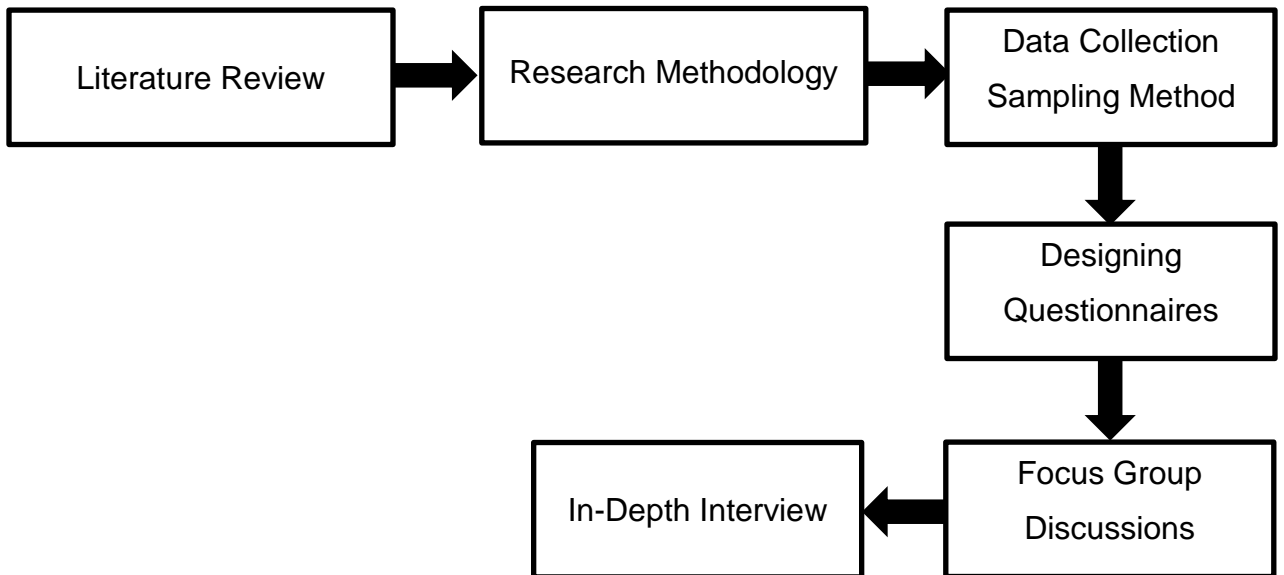 Literature Review
Research Methodology
Data Collection
Sampling Method
Designing
Questionnaires
Focus Group
Discussions
In-Depth Interview